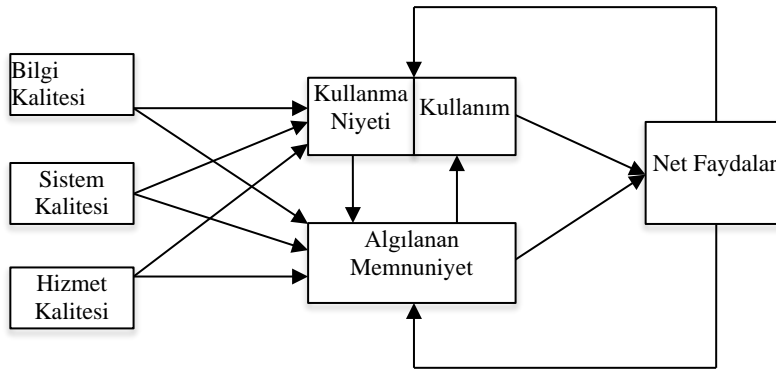 Bilgi
Kalitesi
Sistem
Kalitesi
Hizmet
Kalitesi
Kullanma
Niyeti
Kullanım
Algılanan
Memnuniyet
Net Faydalar